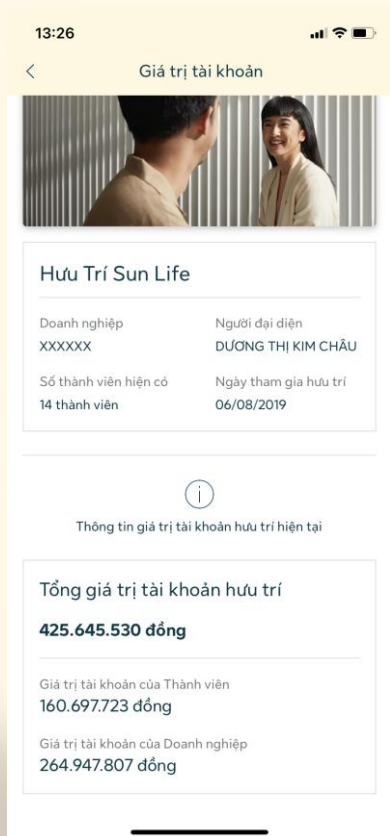 13:26
Giá trị tài khoản
Hưu Trí Sun Life
Doanh nghiệp
XXXXXX
Người đại diện
DƯƠNG THỊ KIM CHÂU
Số thành viên hiện có
14 thành viên
Ngày tham gia hưu trí
06/08/2019
Thông tin giá trị tài khoản hưu trí hiện tại
Tổng giá trị tài khoản hưu trí
425.645.530 đồng
Giá trị tài khoản của Thành viên
160.697.723 đồng
Giá trị tài khoản của Doanh nghiệp
264.947.807 đồng